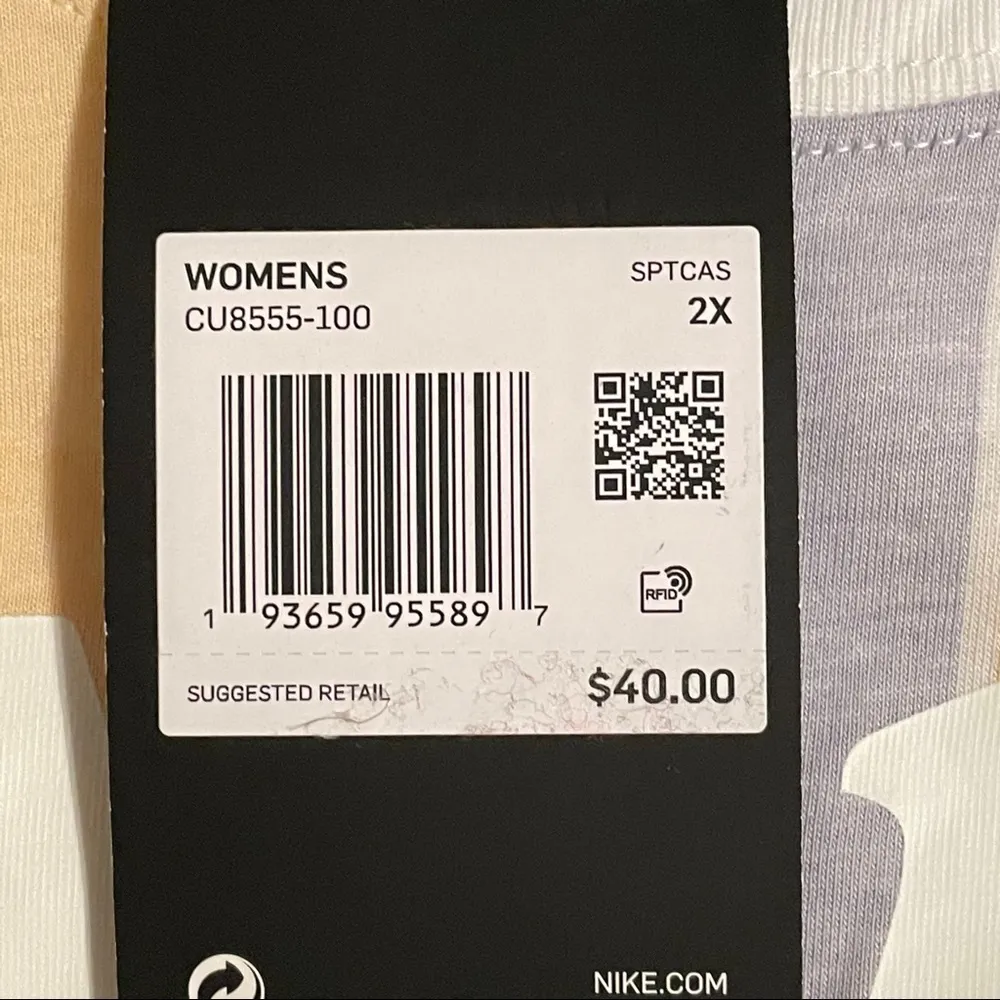 WOMENS SPTCAS
CU8555-100 2X
1 93659 95589 7
RFID
SUGGESTED RETAIL $40.00
NIKE.COM